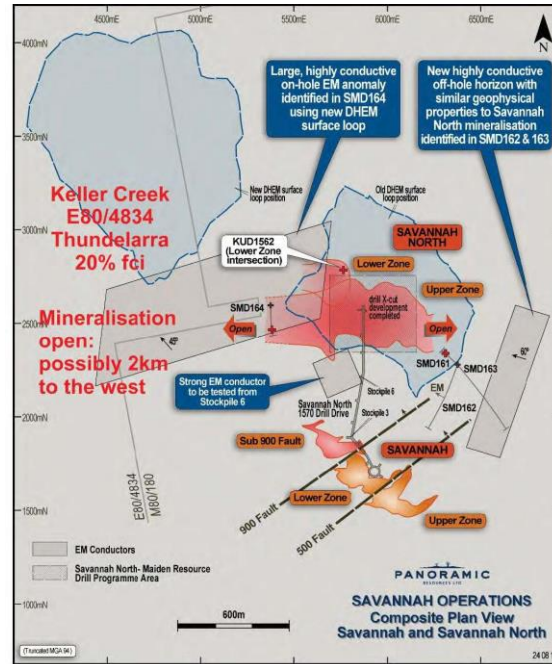 4500mE
5000mE
5500mE
6000mE
6500mE
4000mN
3500mN
3000mN
2500mN
2000mN
1500mN
1000mN
N
Large, highly conductive
on-hole EM anomaly
identified in SMD164
using new DHEM
surface loop
New highly conductive
off-hole horizon with
similar geophysical
properties to Savannah
North mineralisation
identified in SMD162 & 163
Keller Creek
E80/4834
Thundelarra
20% fci
New DHEM surface
loop position
Old DHEM surface
loop position
SAVANNAH
NORTH
KUD1562
(Lower Zone
intersection)
Lower Zone
Upper Zone
drill X-cut
development
completed
SMD164
Open
Open
Mineralisation
open:
possibly 2km
to the west
SMD161
SMD163
Strong EM conductor
to be tested from
Stockpile 6
Stockpile 6
EM
SMD162
Savannah North
1570 Drill Drive
Stockpile 3
Sub 900 Fault
SAVANNAH
Lower Zone
900 Fault
500 Fault
Upper Zone
E80/4834
M80/180
EM Conductors
Savannah North- Maiden Resource
Drill Programme Area
600m
PANORAMIC
RESOURCES LTD
SAVANNAH OPERATIONS
Composite Plan View
Savannah and Savannah North
(Truncated MGA 94)
24 08